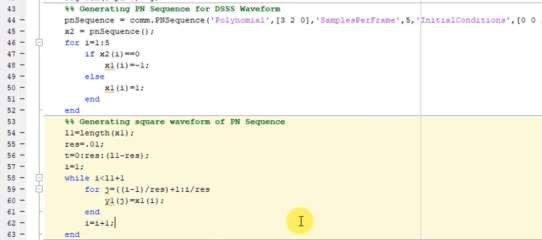 43 %% Generating PN Sequence for DSSS Waveform
44 - pnSequence = comm.PNSequence('Polynomial',[3 2 0],'SamplesPerFrame',5,'InitialConditions',[0 0
45 - x2 = pnSequence();
46 - for i=1:5
47 - if x2(i)==0
48 - x1(i)=-1;
49 - else
50 - x1(i)=1;
51 - end
52 - end
53 %% Generating square waveform of PN Sequence
54 - l1=length(x1);
55 - res=.01;
56 - t=0:res:(l1-res);
57 - i=1;
58 - while i<l1+1
59 - for j=((i-1)/res)+1:i/res
60 - y1(j)=x1(i);
61 - end
62 - i=i+1;
63 - end